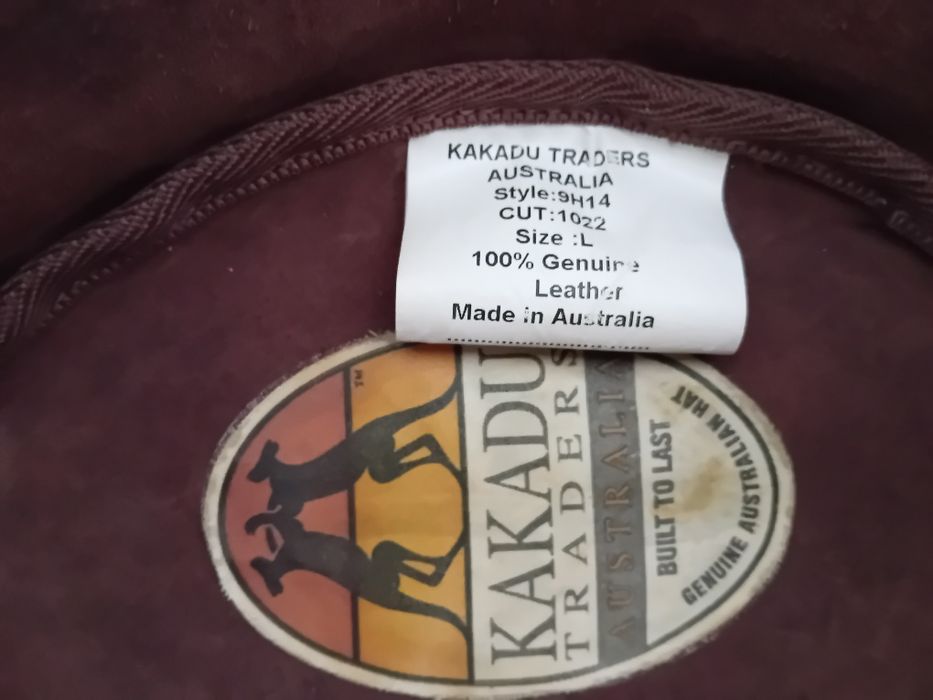 KAKADU TRADERS
AUSTRALIA
Style:9H14
CUT:1022
Size :L
100% Genuine
Leather
Made in Australia
KAKADU
TRADERS
AUSTRALIA
BUILT TO LAST
GENUINE AUSTRALIAN HAT
TM